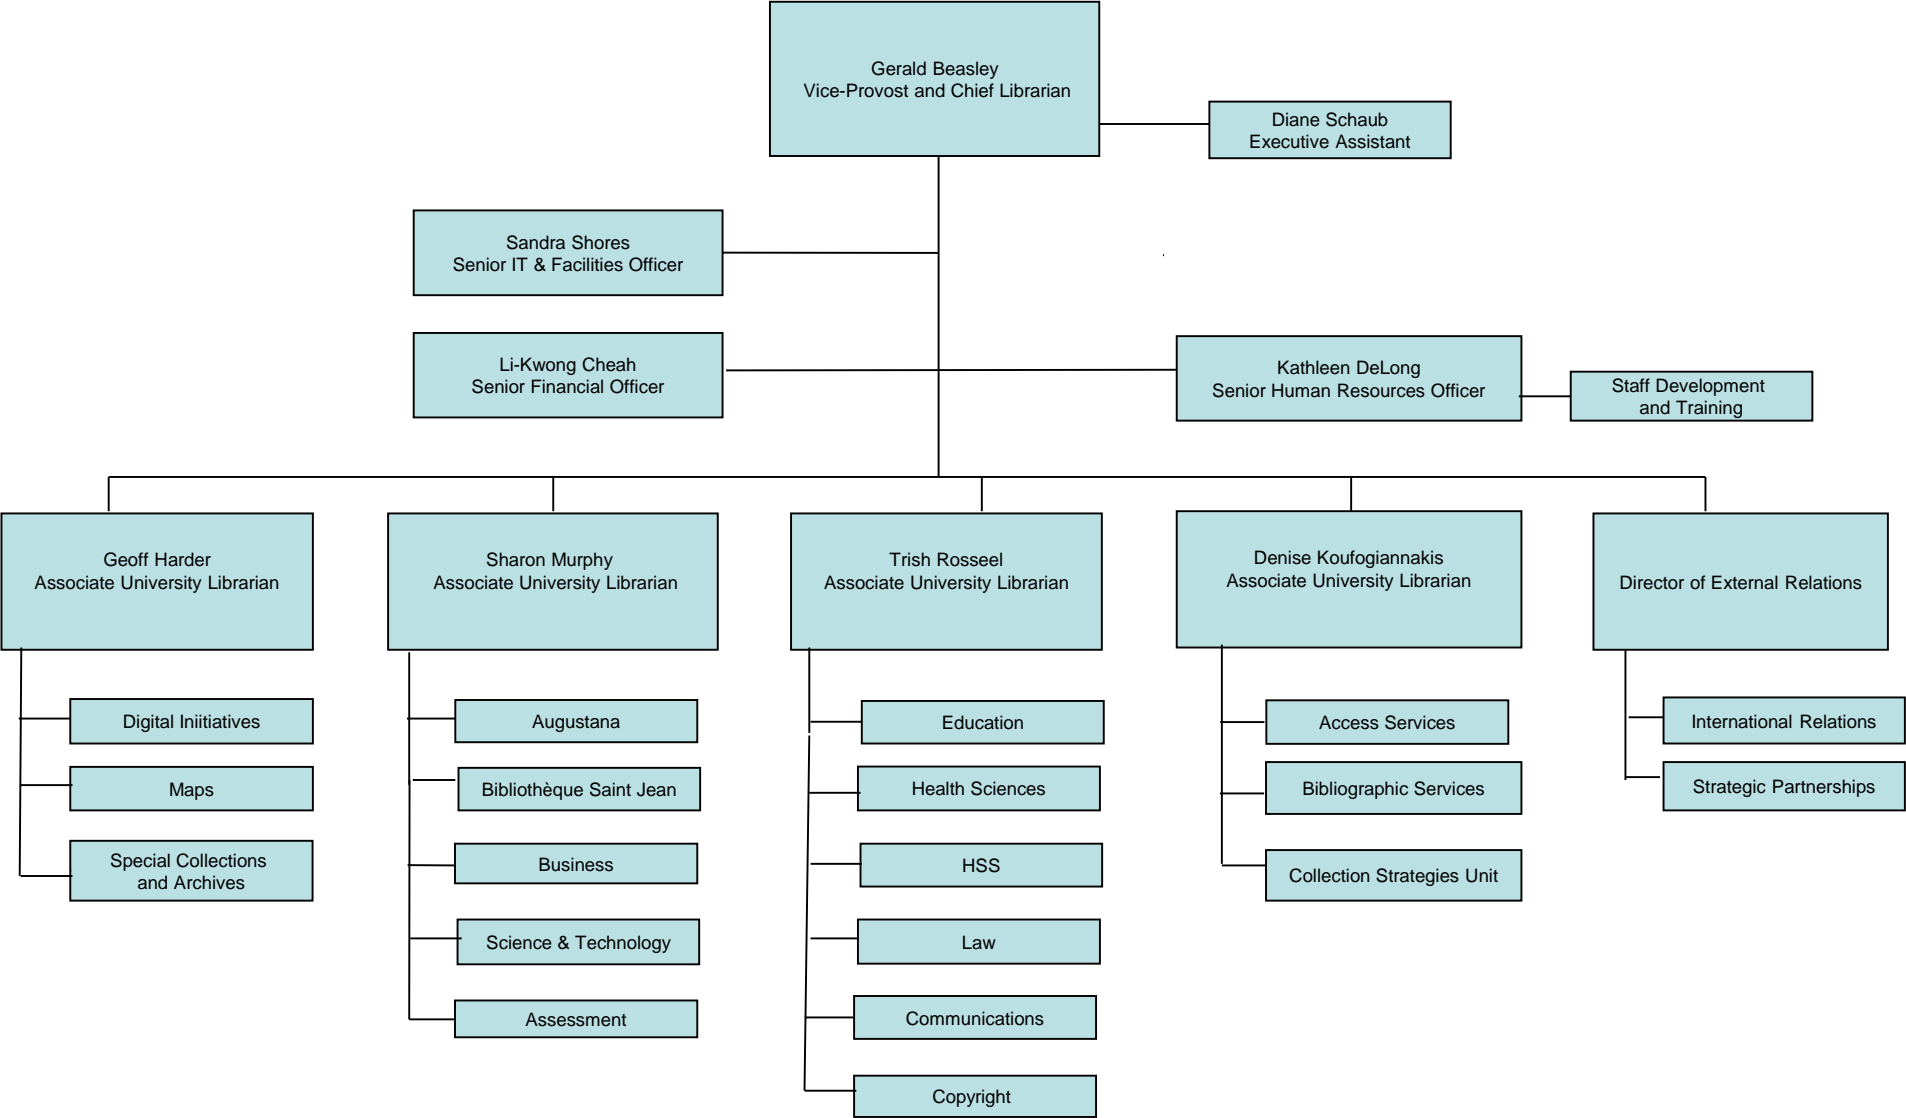 Gerald Beasley
Vice-Provost and Chief Librarian
Diane Schaub
Executive Assistant
Sandra Shores
Senior IT & Facilities Officer
Li-Kwong Cheah
Senior Financial Officer
Kathleen DeLong
Senior Human Resources Officer
Staff Development
and Training
Geoff Harder
Associate University Librarian
Digital Iniitiatives
Maps
Special Collections
and Archives
Sharon Murphy
Associate University Librarian
Augustana
Bibliothèque Saint Jean
Business
Science & Technology
Assessment
Trish Rosseel
Associate University Librarian
Education
Health Sciences
HSS
Law
Communications
Copyright
Denise Koufogiannakis
Associate University Librarian
Access Services
Bibliographic Services
Collection Strategies Unit
Director of External Relations
International Relations
Strategic Partnerships